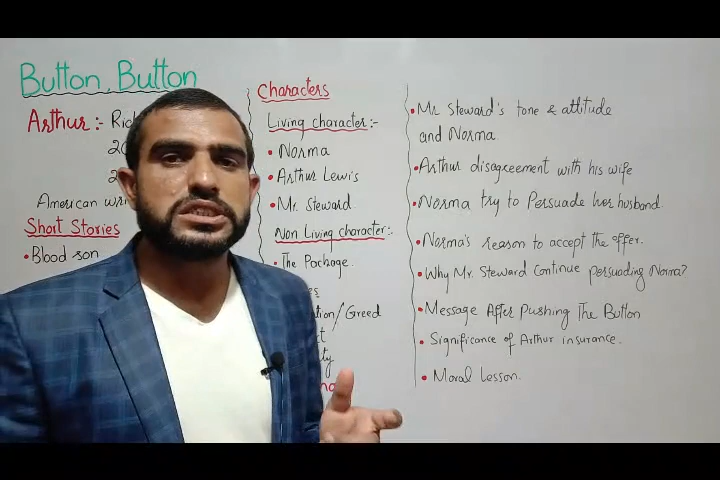 Button, Button
Arthur:-
20
2
American
Short Stories
• Blood son
Characters
Living character:-
• Norma
• Arthur Lewis
• Mr. Steward
Non Living character:-
• The Package.
/Greed
• Mr Steward's tone & attitude
and Norma
• Arthur disagreement with his wife
• Norma try to Persuade her husband.
• Norma's reason to accept the offer.
• Why Mr. Steward Continue persuading Norma?
• Message After Pushing The Button
• Significance of Arthur insurance.
• Moral Lesson.